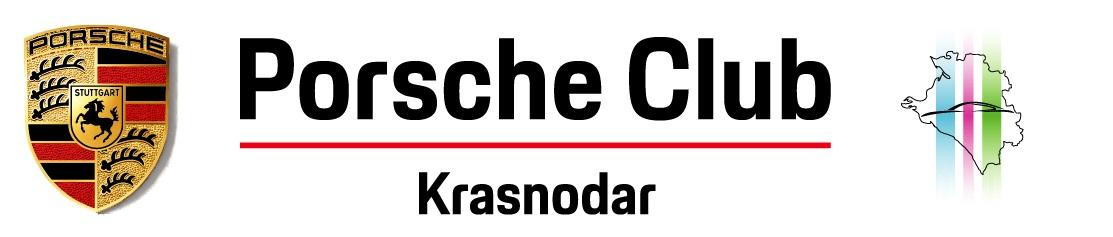 PORSCHE
STUTTGART
Porsche Club
Krasnodar